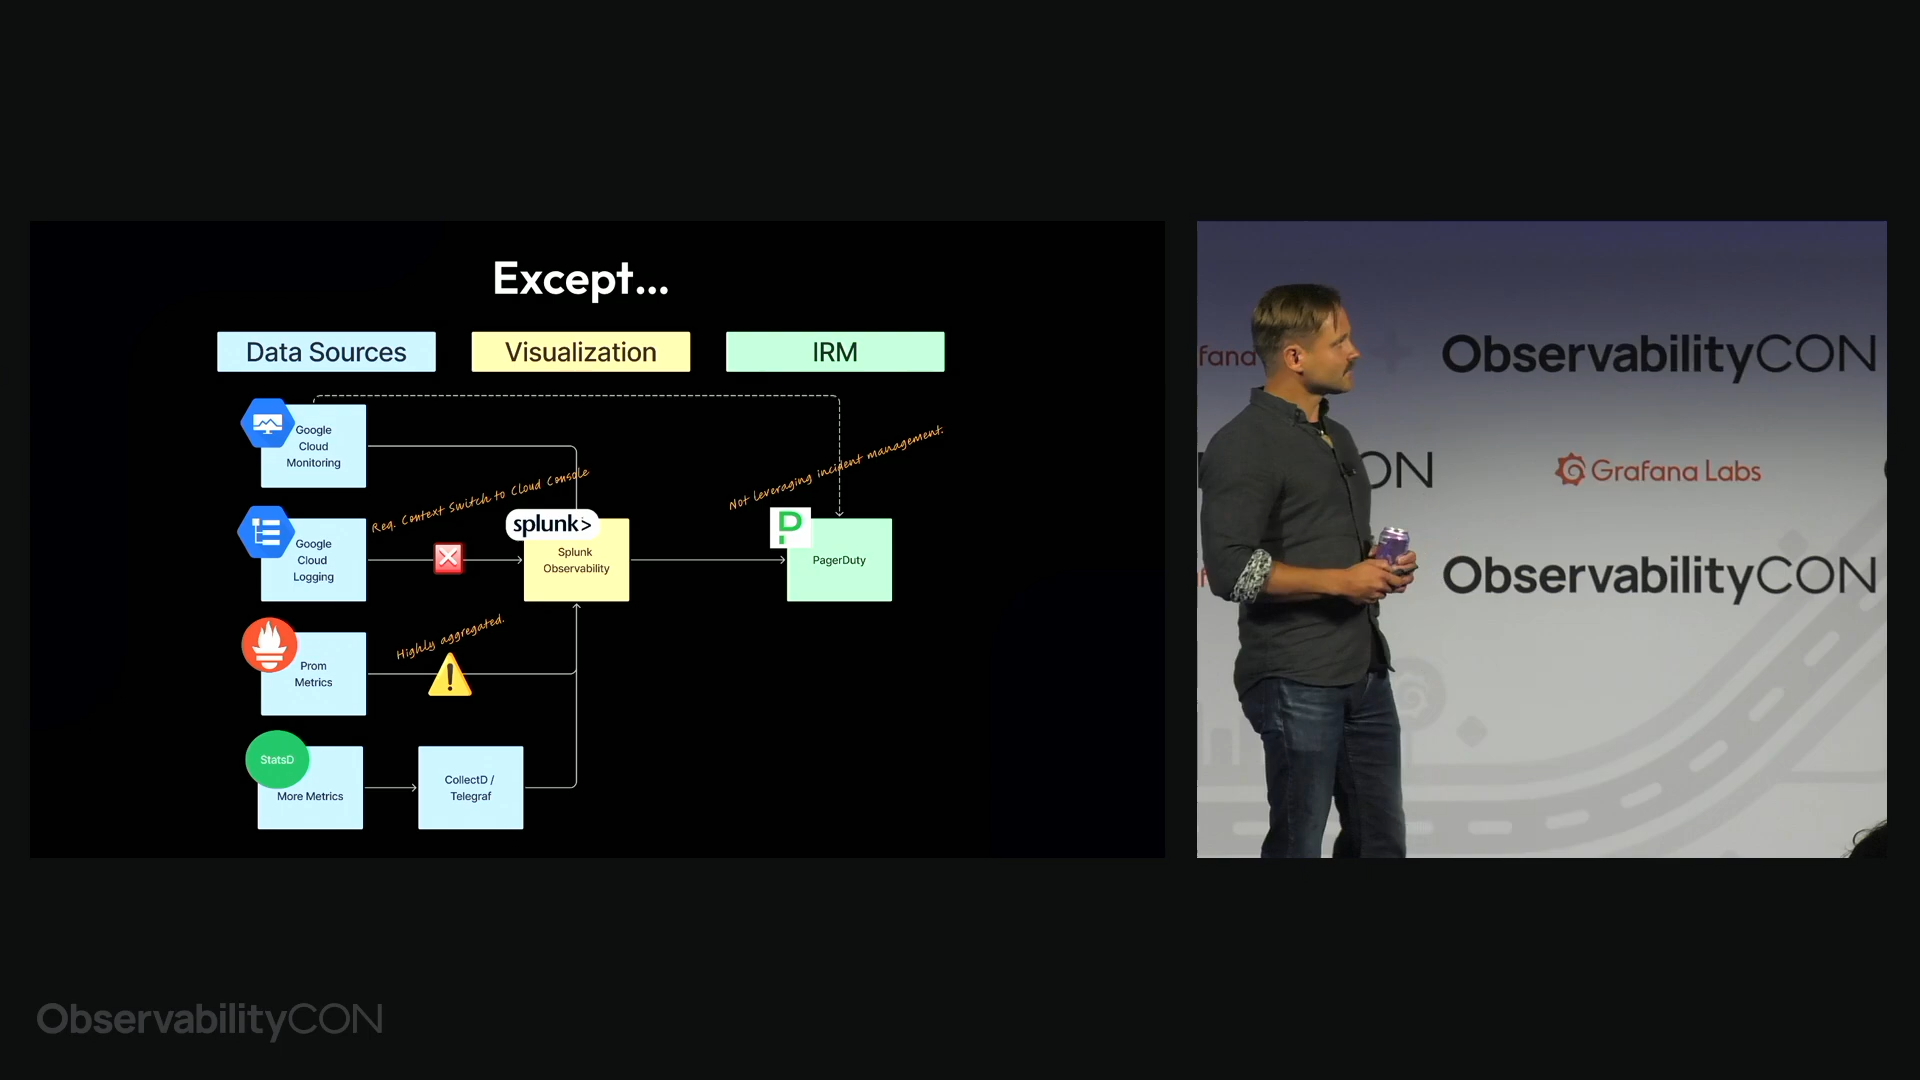 Except...
Data Sources
Visualization
IRM
Google
Cloud
Monitoring
Req. Context Switch to Cloud Console
Not leveraging incident management.
Google
Cloud
Logging
splunk>
Splunk
Observability
P
PagerDuty
Highly aggregated.
Prom
Metrics
StatsD
More Metrics
CollectD /
Telegraf
fana
ObservabilityCON
ON
Grafana Labs
ObservabilityCON
ObservabilityCON